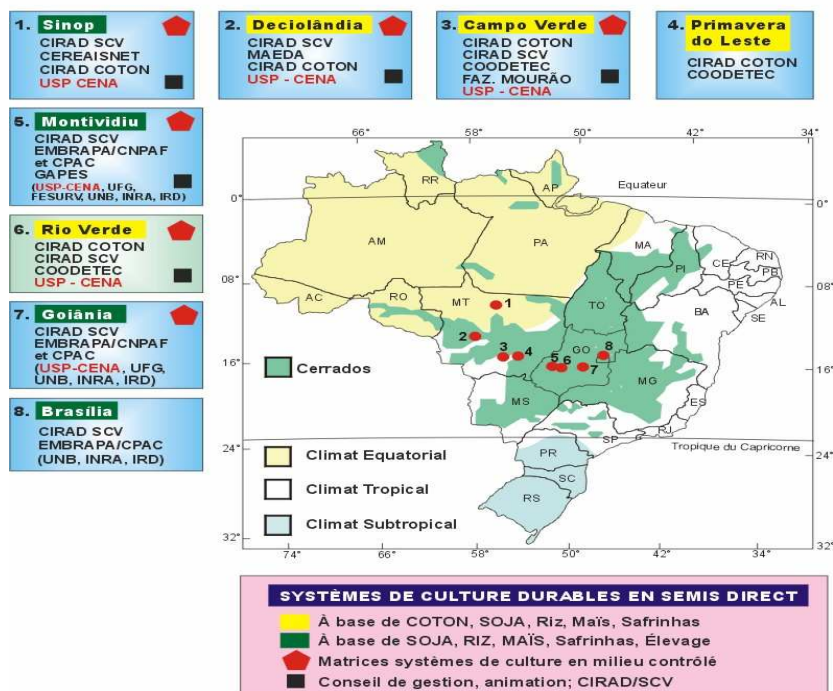 1. Sinop
CIRAD SCV
CEREAISNET
CIRAD COTON
USP CENA
2. Deciolândia
CIRAD SCV
MAEDA
CIRAD COTON
USP - CENA
3. Campo Verde
CIRAD COTON
CIRAD SCV
COODETEC
FAZ. MOURÃO
USP - CENA
4. Primavera
do Leste
CIRAD COTON
COODETEC
5. Montividiu
CIRAD SCV
EMBRAPA/CNPAF
et CPAC
GAPES
(USP-CENA, UFG,
FESURV, UNB, INRA, IRD)
6. Rio Verde
CIRAD COTON
CIRAD SCV
COODETEC
USP - CENA
7. Goiânia
CIRAD SCV
EMBRAPA/CNPAF
et CPAC
(USP-CENA, UFG,
UNB, INRA, IRD)
8. Brasília
CIRAD SCV
EMBRAPA/CPAC
(UNB, INRA, IRD)
66° 58° 50° 42° 34°
RR AP Equateur
0° 0°
AM PA MA CE RN
PB
PI PE
08° 08°
AC RO MT 1 TO AL
SE
BA
2 3 4 GO 8
5 6 7
16° 16°
Cerrados
MS MG ES
SP RJ
24° Tropique du Capricorne 24°
Climat Equatorial
PR
Climat Tropical
SC
RS
Climat Subtropical
32° 32°
74° 66° 58° 50° 42° 34°
SYSTÈMES DE CULTURE DURABLES EN SEMIS DIRECT
À base de COTON, SOJA, Riz, Maïs, Safrinhas
À base de SOJA, RIZ, MAÏS, Safrinhas, Élevage
Matrices systèmes de culture en milieu contrôlé
Conseil de gestion, animation; CIRAD/SCV